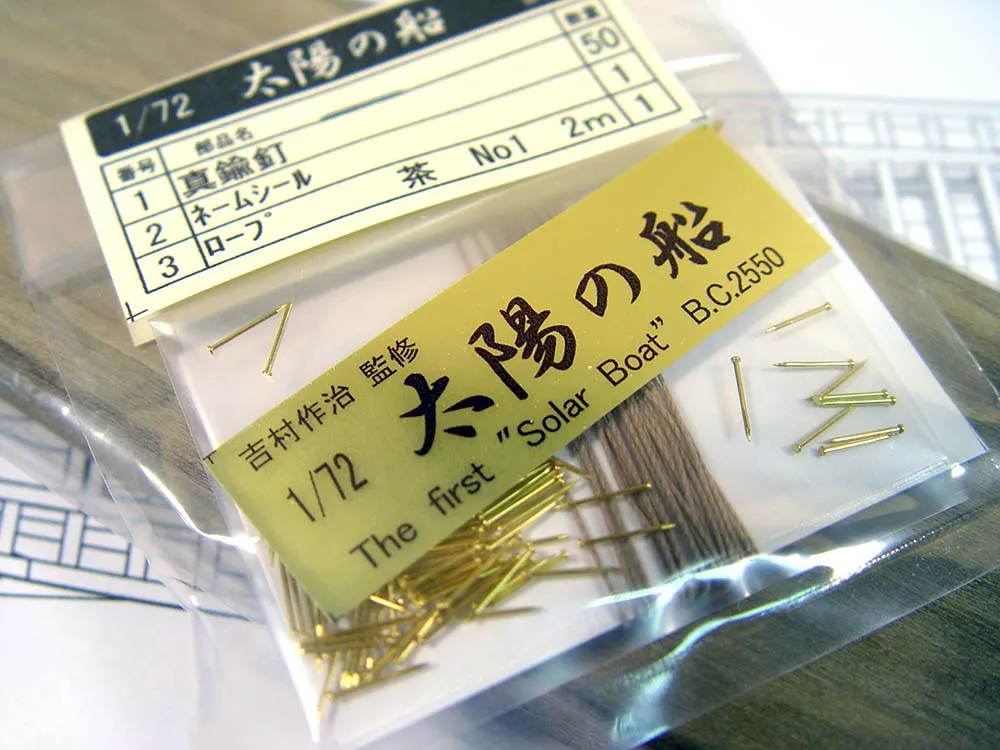 1/72 太陽の船
番号 部品名 数量
1 真鍮釘 50
2 ネームシール 1
3 ロープ 茶 No1 2m 1
吉村作治 監修
1/72 太陽の船
The first "Solar Boat" B.C.2550